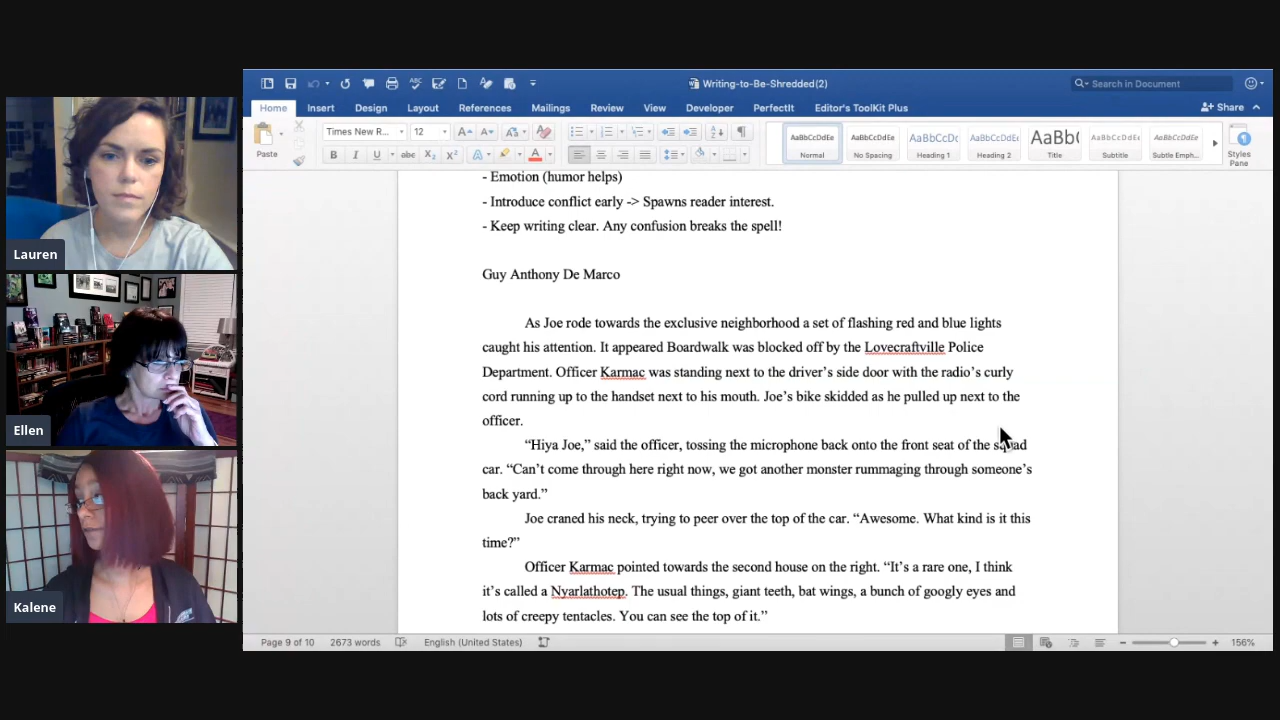 Writing-to-Be-Shredded(2)
Search in Document
Home Insert Design Layout References Mailings Review View Developer PerfectIt Editor's ToolKit Plus
Share
Paste
Times New R...
12
AaBbCcDdEe AaBbCcDdEe AaBbCcDc AaBbCcDdEe AaBb( AaBbCcDdEe AaBbCcDdEe
Normal No Spacing Heading 1 Heading 2 Title Subtitle Subtle Emph...
Styles
Pane
- Emotion (humor helps)
- Introduce conflict early -> Spawns reader interest.
- Keep writing clear. Any confusion breaks the spell!
Guy Anthony De Marco
As Joe rode towards the exclusive neighborhood a set of flashing red and blue lights
caught his attention. It appeared Boardwalk was blocked off by the Lovecraftville Police
Department. Officer Karmac was standing next to the driver's side door with the radio's curly
cord running up to the handset next to his mouth. Joe's bike skidded as he pulled up next to the
officer.
"Hiya Joe," said the officer, tossing the microphone back onto the front seat of the squad
car. "Can't come through here right now, we got another monster rummaging through someone's
back yard."
Joe craned his neck, trying to peer over the top of the car. "Awesome. What kind is it this
time?"
Officer Karmac pointed towards the second house on the right. "It's a rare one, I think
it's called a Nyarlathotep. The usual things, giant teeth, bat wings, a bunch of googly eyes and
lots of creepy tentacles. You can see the top of it."
Page 9 of 10 2673 words English (United States) 156%
Lauren
Ellen
Kalene